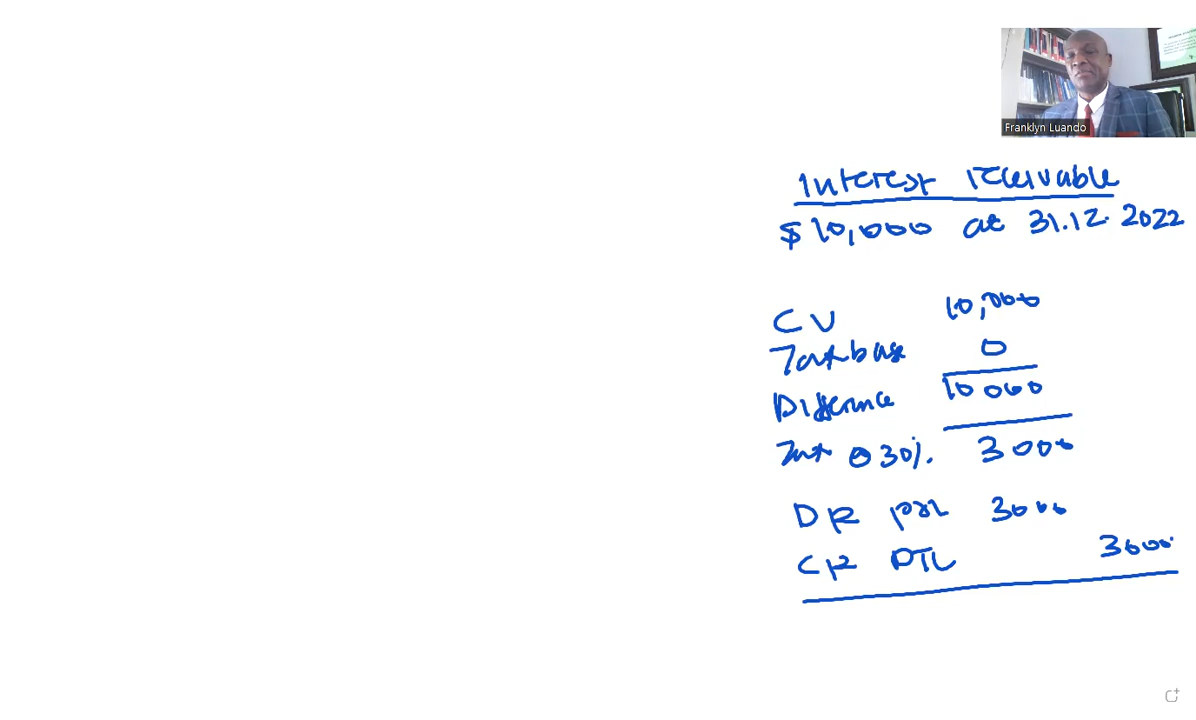 Franklyn Luando
Interest receivable
$10,000 at 31.12.2022
CV 10,000
Tax base 0
Difference 10000
Tax @ 30% 3000
DR P&L 3000
CR DTL 3000